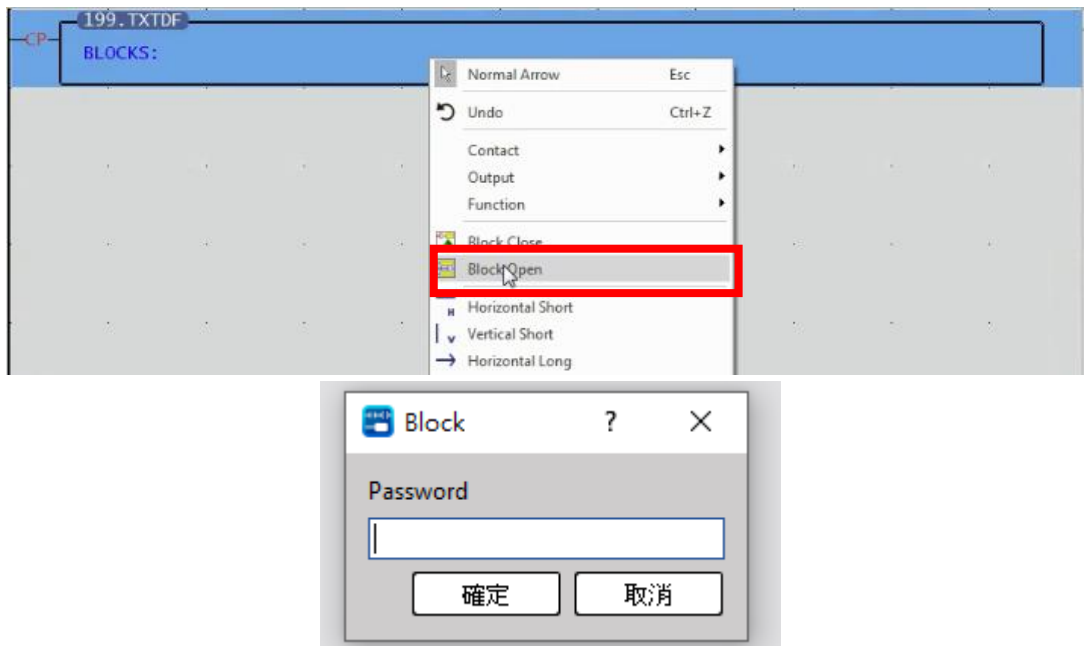 199.TXTDF
CP
BLOCKS:
Normal Arrow Esc
Undo Ctrl+Z
Contact
Output
Function
Block Close
Block Open
H Horizontal Short
V Vertical Short
Horizontal Long
Block ?
Password
確定 取消